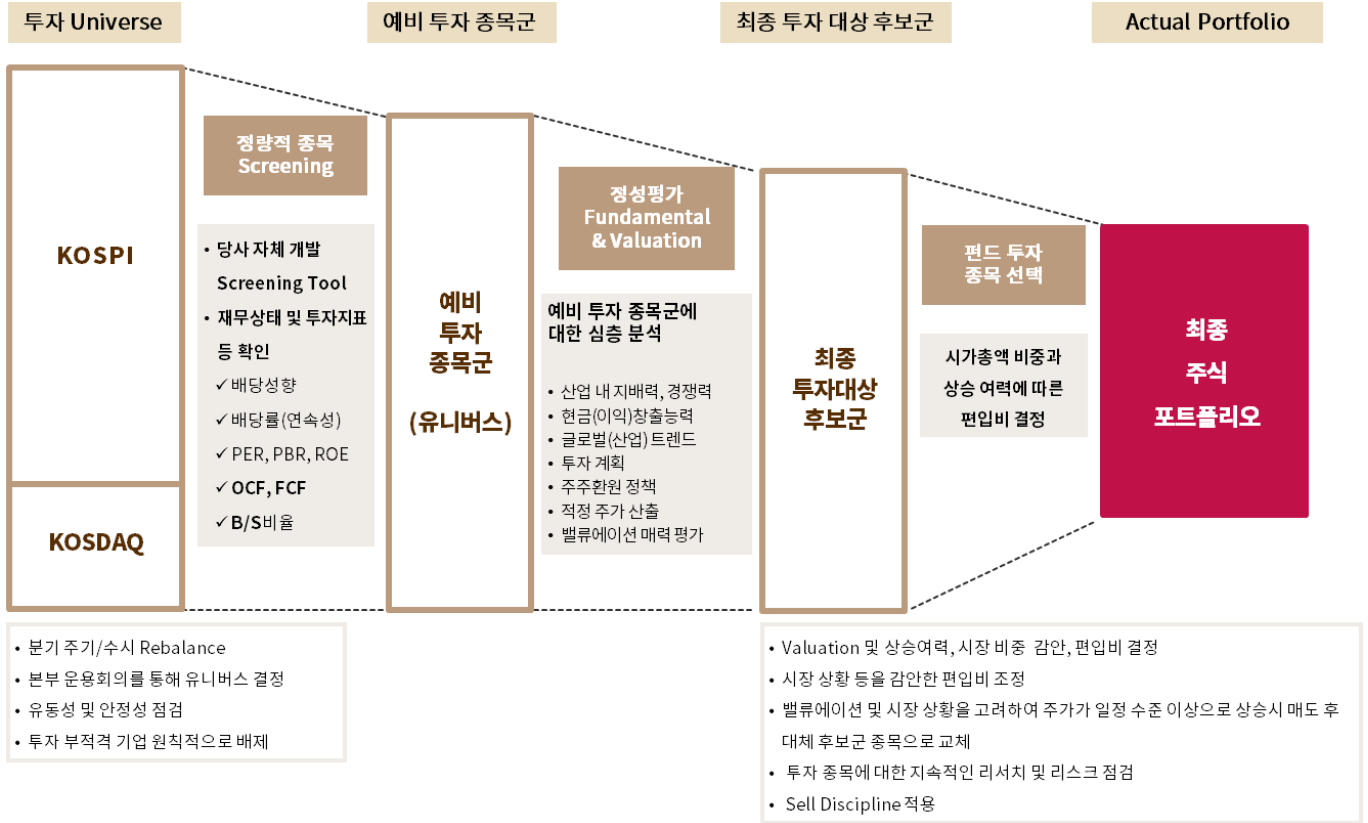 투자 Universe
예비 투자 종목군
최종 투자 대상 후보군
Actual Portfolio
KOSPI
KOSDAQ
정량적 종목
Screening
• 당사 자체 개발
Screening Tool
• 재무상태 및 투자지표
등 확인
✓ 배당성향
✓ 배당률(연속성)
✓ PER, PBR, ROE
✓ OCF, FCF
✓ B/S비율
예비
투자
종목군
(유니버스)
정성평가
Fundamental
& Valuation
예비 투자 종목군에
대한 심층 분석
• 산업 내 지배력, 경쟁력
• 현금(이익)창출능력
• 글로벌(산업) 트렌드
• 투자 계획
• 주주환원 정책
• 적정 주가 산출
• 밸류에이션 매력 평가
최종
투자대상
후보군
펀드 투자
종목 선택
시가총액 비중과
상승 여력에 따른
편입비 결정
최종
주식
포트폴리오
• 분기 주기/수시 Rebalance
• 본부 운용회의를 통해 유니버스 결정
• 유동성 및 안정성 점검
• 투자 부적격 기업 원칙적으로 배제
• Valuation 및 상승여력, 시장 비중 감안, 편입비 결정
• 시장 상황 등을 감안한 편입비 조정
• 밸류에이션 및 시장 상황을 고려하여 주가가 일정 수준 이상으로 상승시 매도 후
대체 후보군 종목으로 교체
• 투자 종목에 대한 지속적인 리서치 및 리스크 점검
• Sell Discipline 적용